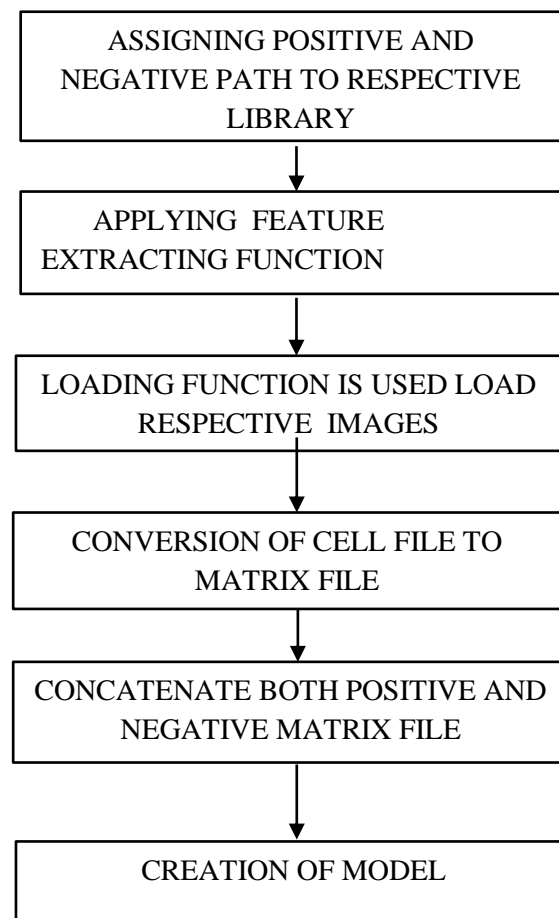 ASSIGNING POSITIVE AND
NEGATIVE PATH TO RESPECTIVE
LIBRARY
APPLYING FEATURE
EXTRACTING FUNCTION
LOADING FUNCTION IS USED LOAD
RESPECTIVE IMAGES
CONVERSION OF CELL FILE TO
MATRIX FILE
CONCATENATE BOTH POSITIVE AND
NEGATIVE MATRIX FILE
CREATION OF MODEL